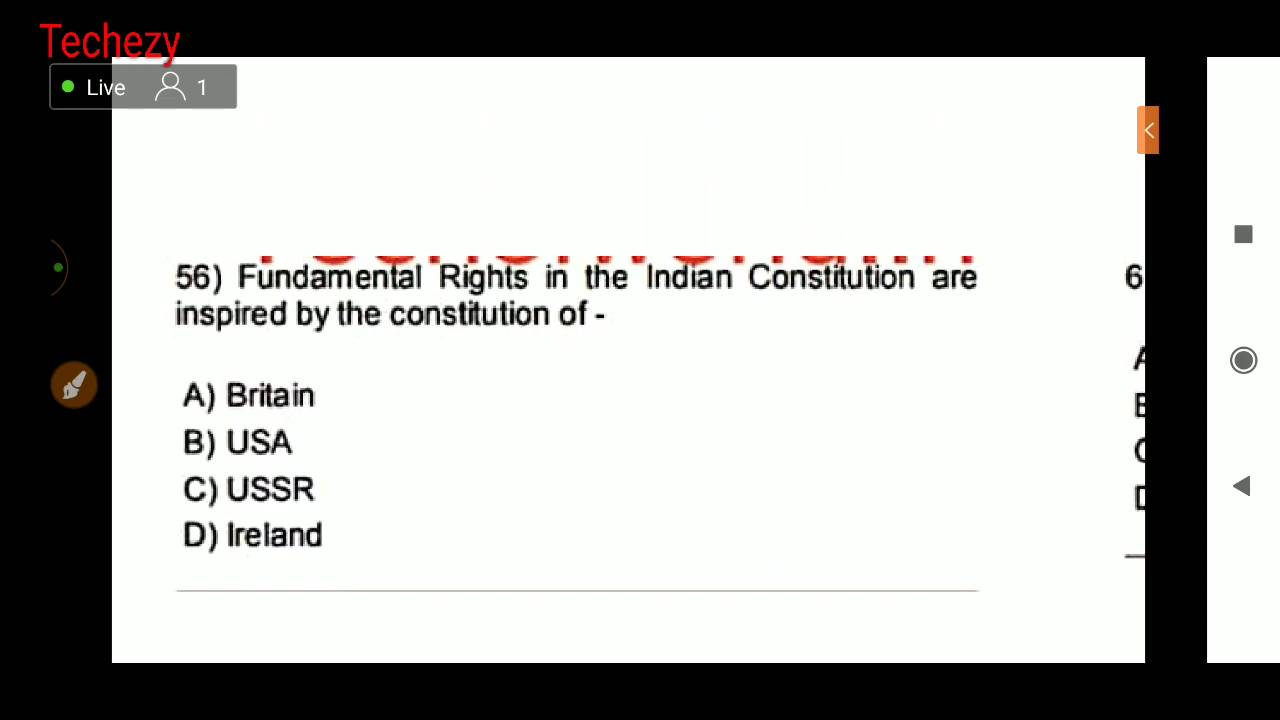 Techezy
Live 1
56) Fundamental Rights in the Indian Constitution are
inspired by the constitution of -
A) Britain
B) USA
C) USSR
D) Ireland
6